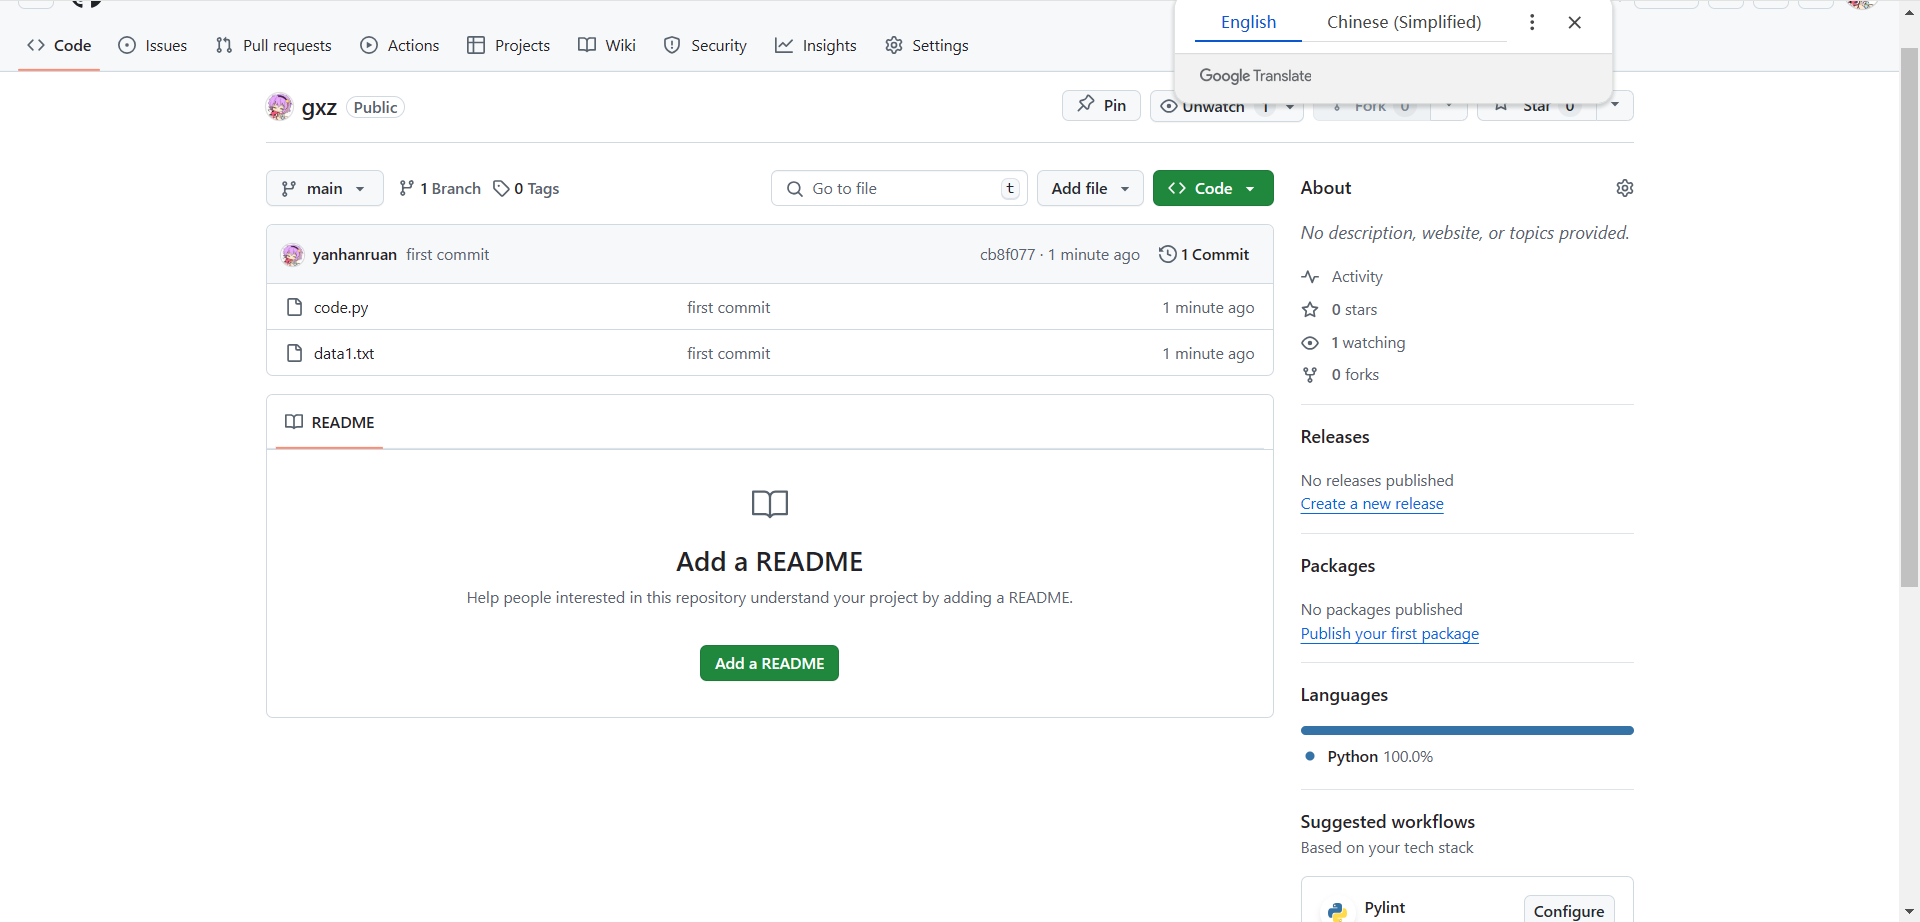 English Chinese (Simplified)
Google Translate
Code Issues Pull requests Actions Projects Wiki Security Insights Settings
gxz Public
Pin Unwatch 1 Fork 0 Star 0
main 1 Branch 0 Tags Go to file t Add file Code
yanhanruan first commit cb8f077 · 1 minute ago 1 Commit
code.py first commit 1 minute ago
data1.txt first commit 1 minute ago
README
Add a README
Help people interested in this repository understand your project by adding a README.
Add a README
About
No description, website, or topics provided.
Activity
0 stars
1 watching
0 forks
Releases
No releases published
Create a new release
Packages
No packages published
Publish your first package
Languages
Python 100.0%
Suggested workflows
Based on your tech stack
Pylint Configure